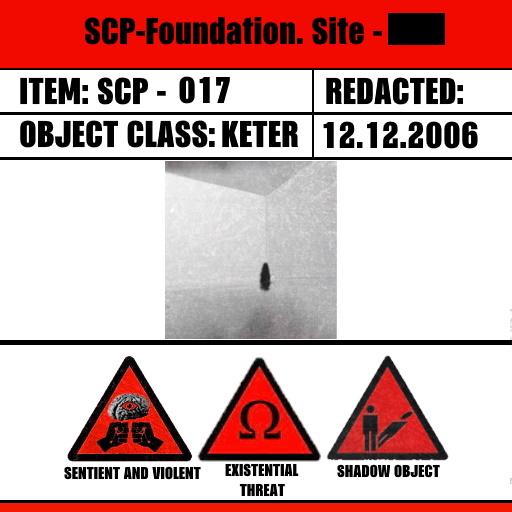 SCP-Foundation. Site -
ITEM: SCP - 017
REDACTED:
OBJECT CLASS: KETER
12.12.2006
Ω
SENTIENT AND VIOLENT
EXISTENTIAL
THREAT
SHADOW OBJECT